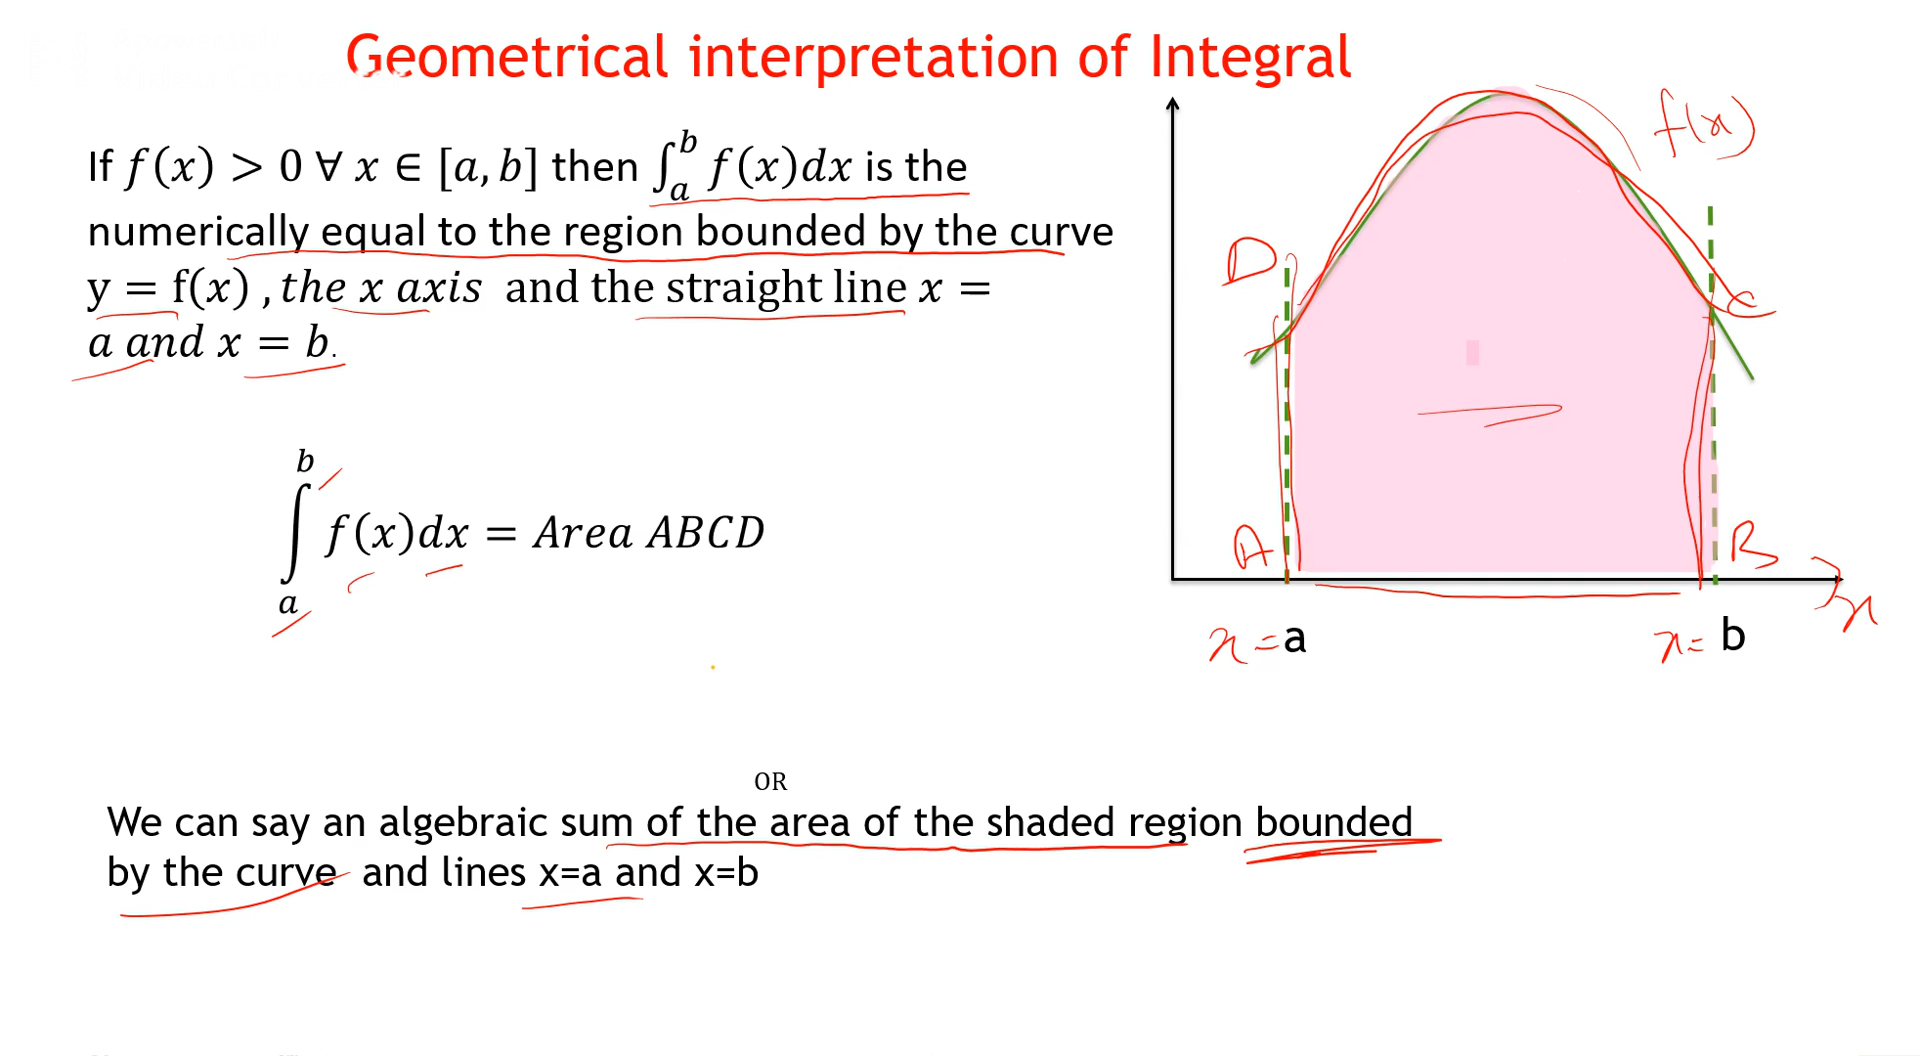 Geometrical interpretation of Integral
If f(x) > 0 ∀ x ∈ [a, b] then ∫_a^b f(x)dx is the
numerically equal to the region bounded by the curve
y = f(x) , the x axis and the straight line x =
a and x = b.
∫_a^b f(x)dx = Area ABCD
f(x)
D
C
A
B
x
x = a
x = b
OR
We can say an algebraic sum of the area of the shaded region bounded
by the curve and lines x=a and x=b